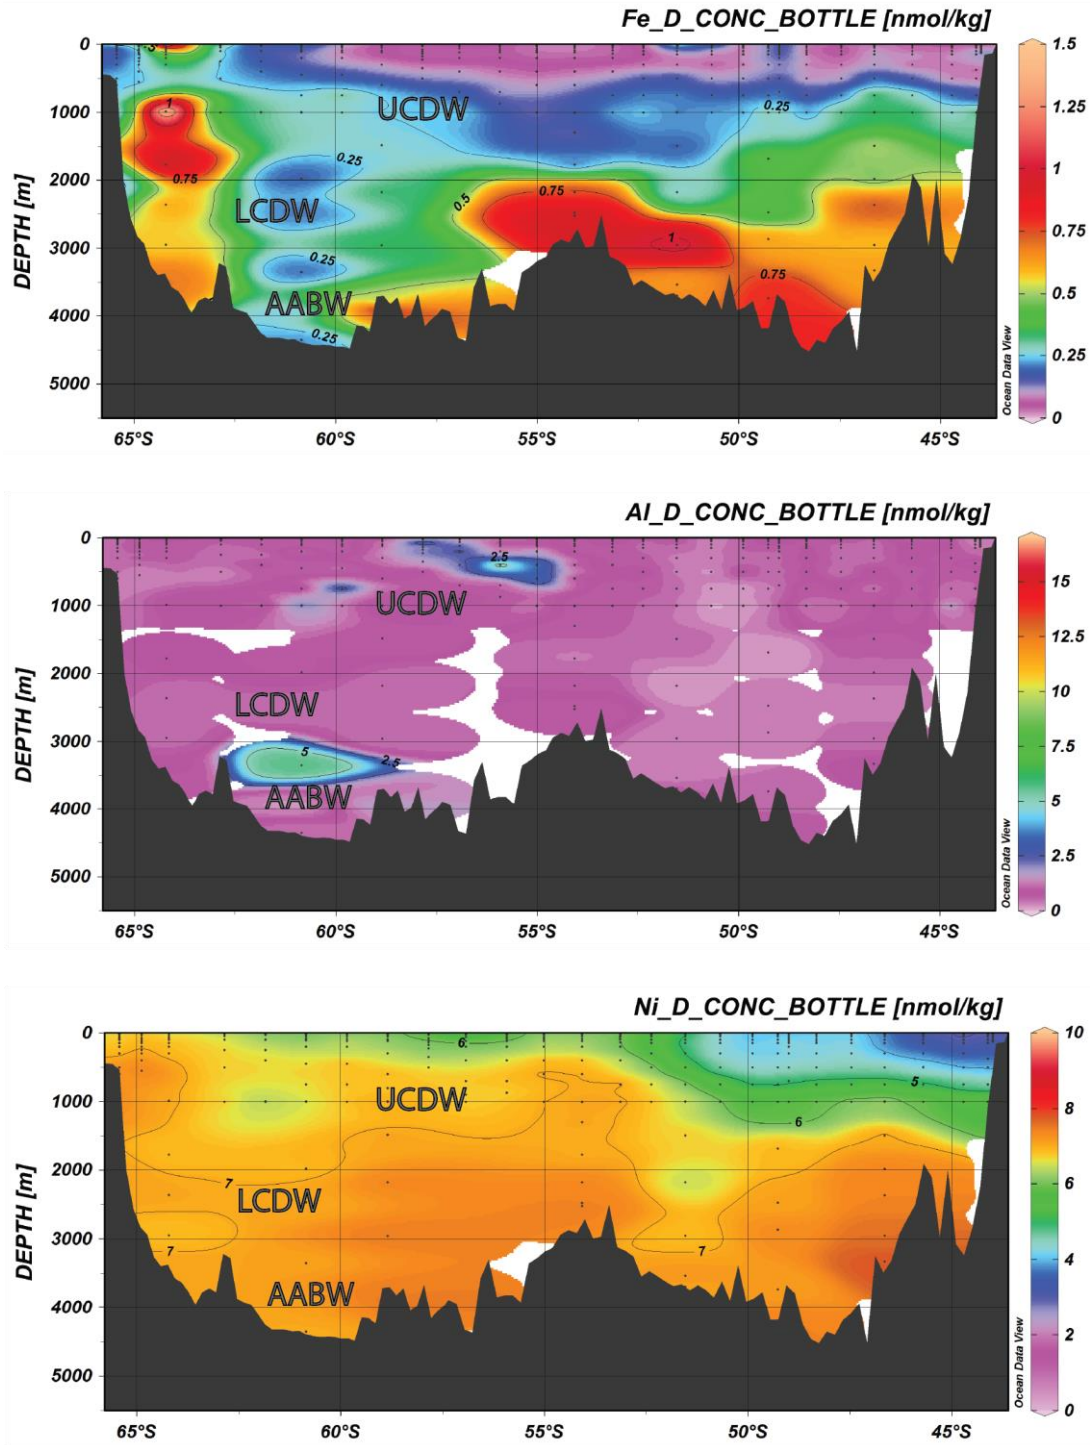 Fe_D_CONC_BOTTLE [nmol/kg]
0
1000
2000
3000
4000
5000
DEPTH [m]
1
0.75
0.25
0.25
0.25
0.5
0.75
1
0.75
0.25
UCDW
LCDW
AABW
65°S
60°S
55°S
50°S
45°S
Ocean Data View
1.5
1.25
1
0.75
0.5
0.25
0
Al_D_CONC_BOTTLE [nmol/kg]
0
1000
2000
3000
4000
5000
DEPTH [m]
2.5
UCDW
LCDW
5
2.5
AABW
65°S
60°S
55°S
50°S
45°S
Ocean Data View
15
12.5
10
7.5
5
2.5
0
Ni_D_CONC_BOTTLE [nmol/kg]
0
1000
2000
3000
4000
5000
DEPTH [m]
6
5
6
UCDW
7
LCDW
7
7
AABW
65°S
60°S
55°S
50°S
45°S
Ocean Data View
10
8
6
4
2
0